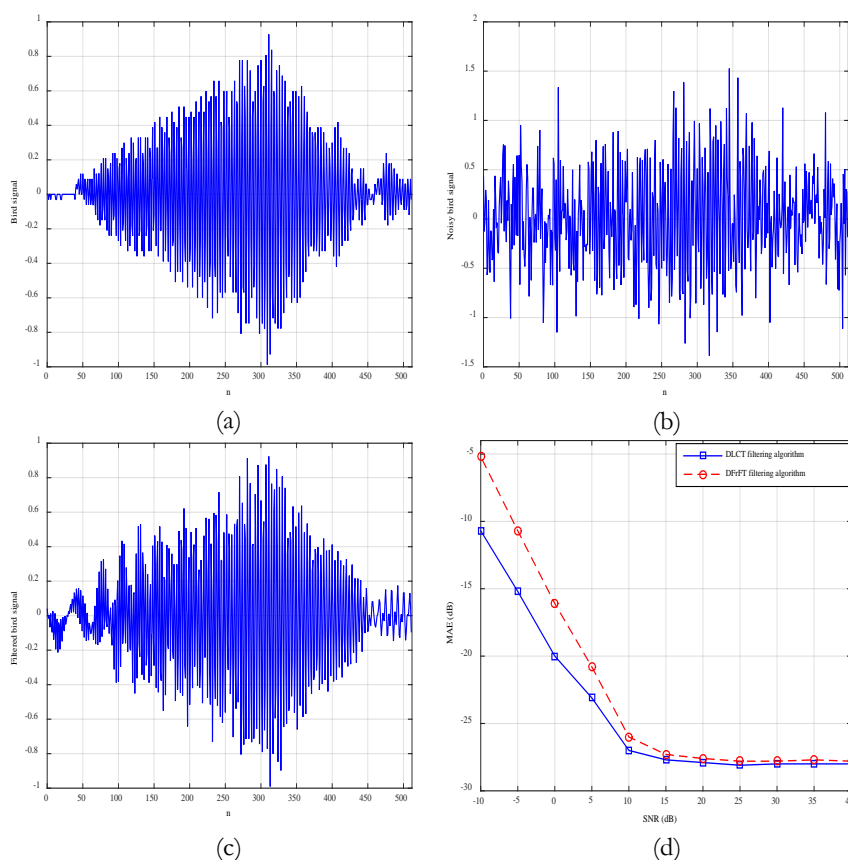 1
0.8
0.6
0.4
0.2
0
-0.2
-0.4
-0.6
-0.8
-1
Bird signal
0 50 100 150 200 250 300 350 400 450 500
n
(a)
2
1.5
1
0.5
0
-0.5
-1
-1.5
Noisy bird signal
0 50 100 150 200 250 300 350 400 450 500
n
(b)
1
0.8
0.6
0.4
0.2
0
-0.2
-0.4
-0.6
-0.8
-1
Filtered bird signal
0 50 100 150 200 250 300 350 400 450 500
n
(c)
DLCT filtering algorithm
DFrFT filtering algorithm
-5
-10
-15
-20
-25
-30
MAE (dB)
-10 -5 0 5 10 15 20 25 30 35
SNR (dB)
(d)